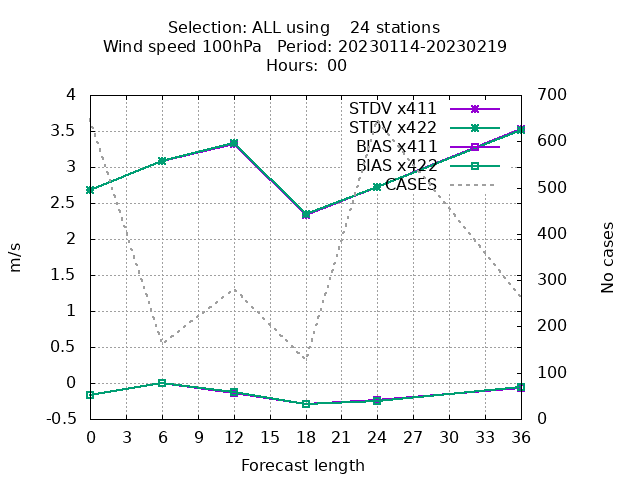 Selection: ALL using    24 stations
Wind speed 100hPa   Period: 20230114-20230219
Hours:  00
4
3.5
3
2.5
2
1.5
1
0.5
0
-0.5
m/s
STDV x411
STDV x422
BIAS x411
BIAS x422
CASES
700
600
500
400
300
200
100
0
No cases
0 3 6 9 12 15 18 21 24 27 30 33 36
Forecast length